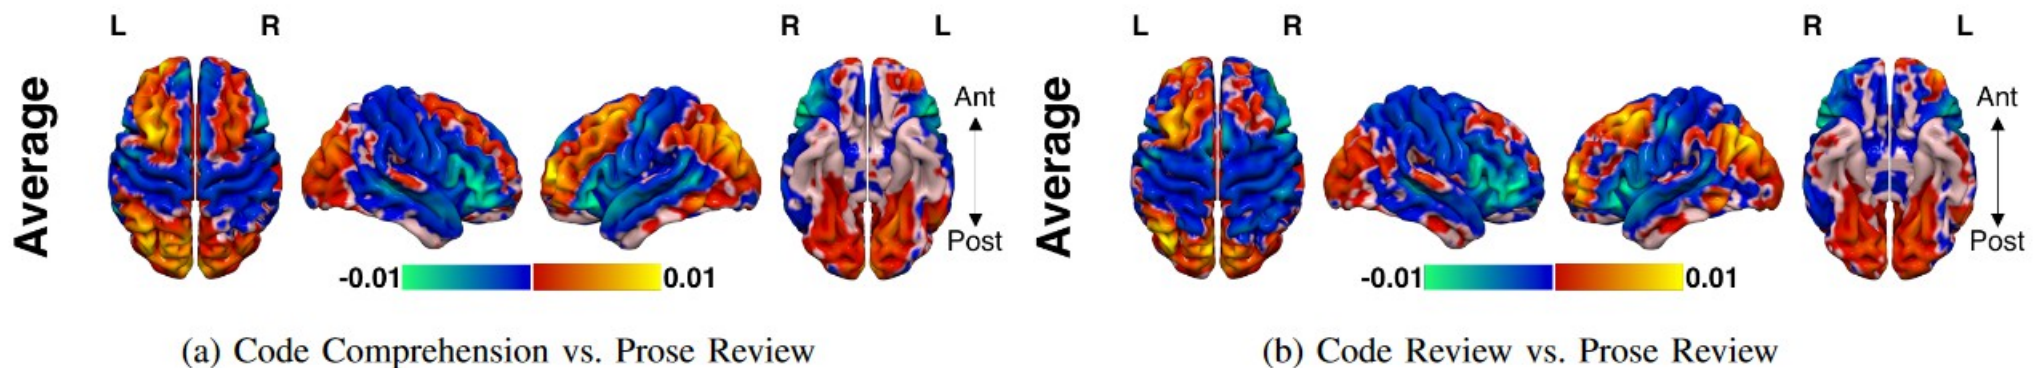 L R R L
Average
Ant
Post
-0.01 0.01
(a) Code Comprehension vs. Prose Review
L R R L
Average
Ant
Post
-0.01 0.01
(b) Code Review vs. Prose Review